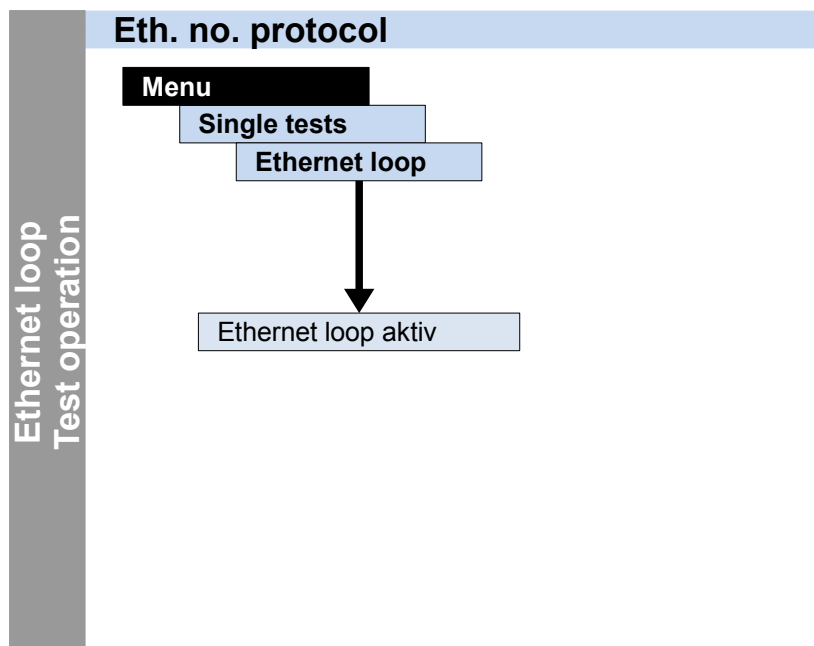 Eth. no. protocol
Menu
Single tests
Ethernet loop
Ethernet loop aktiv
Ethernet loop
Test operation